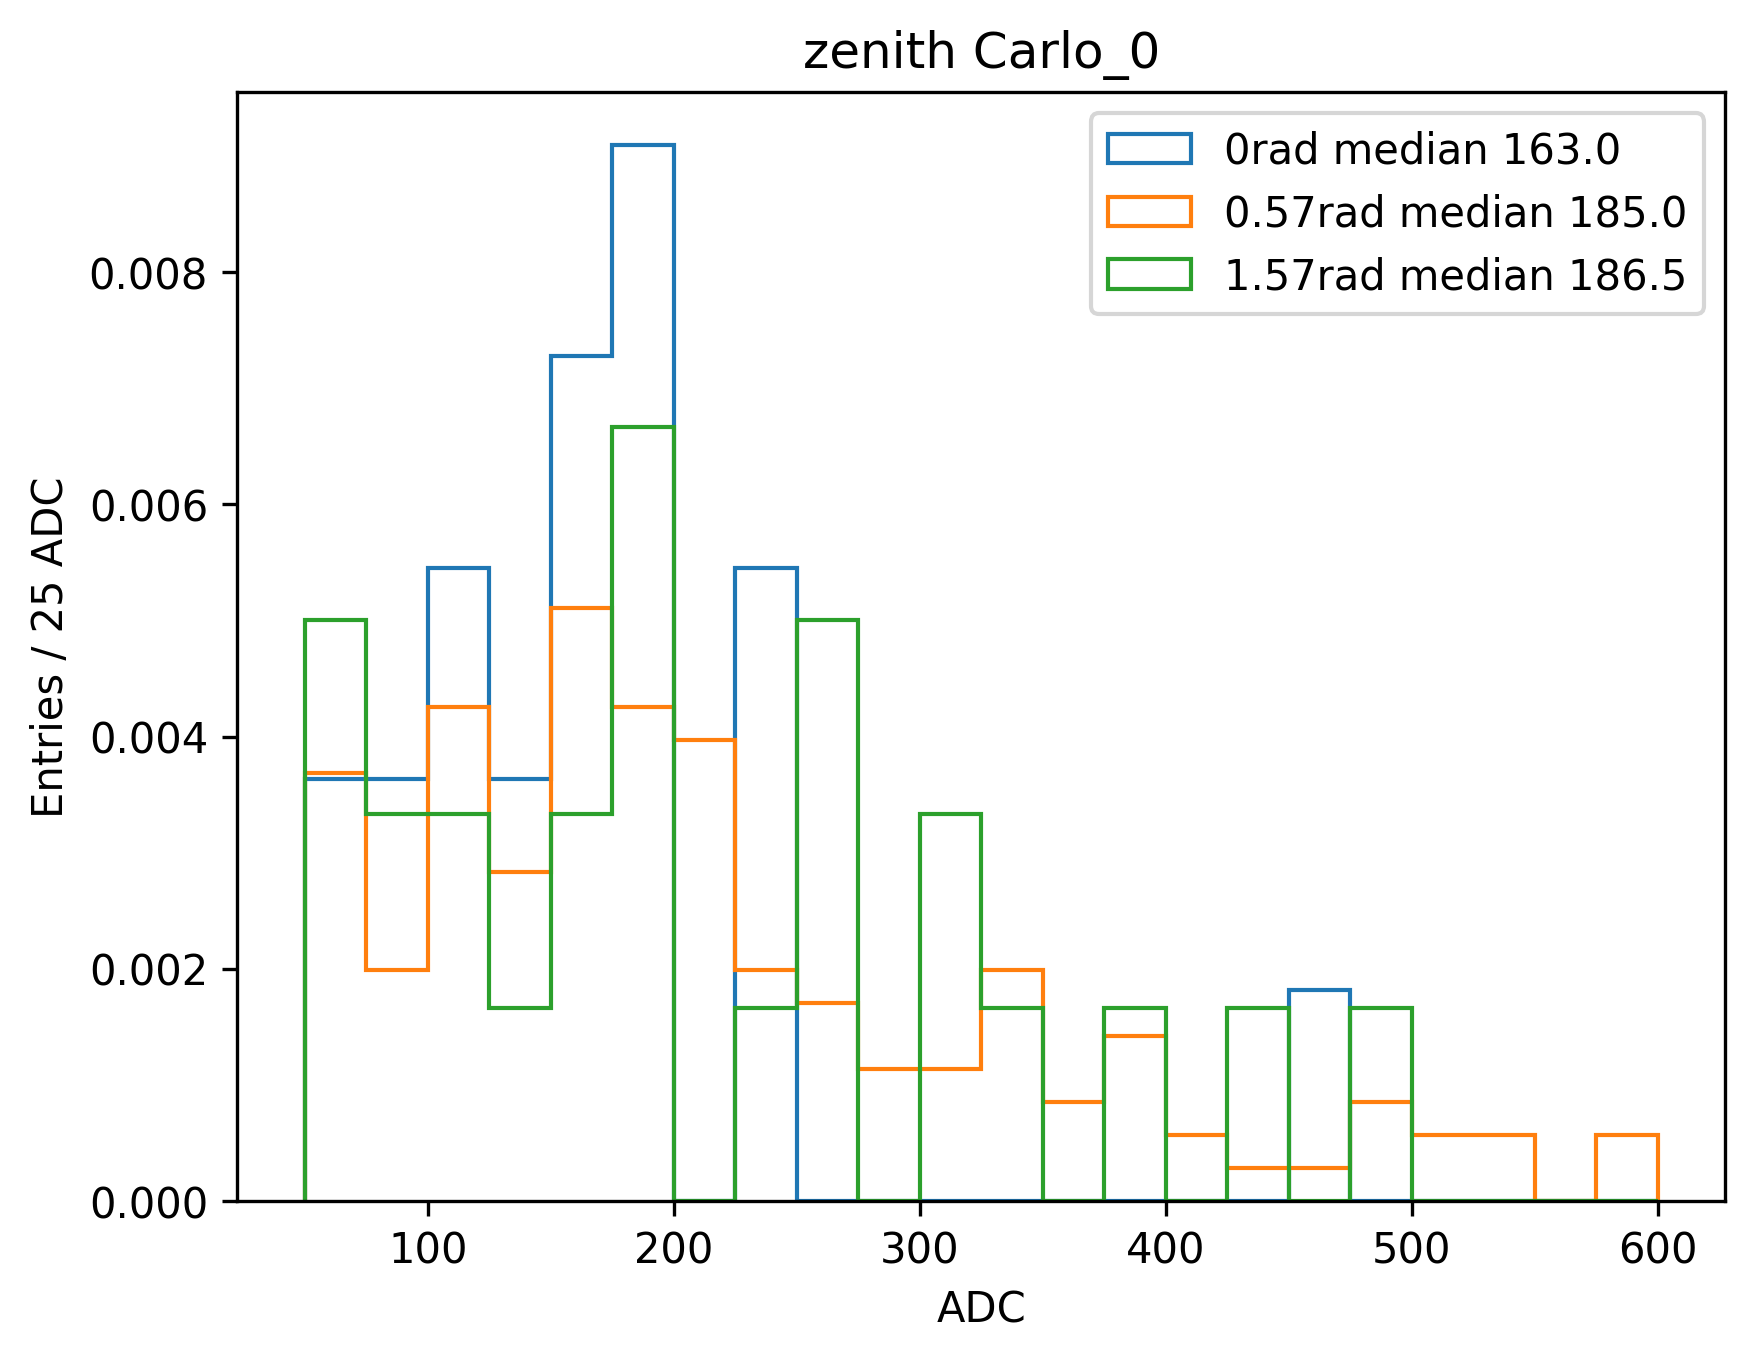 zenith Carlo_0
0rad median 163.0
0.57rad median 185.0
1.57rad median 186.5
Entries / 25 ADC
0.008
0.006
0.004
0.002
0.000
100 200 300 400 500 600
ADC